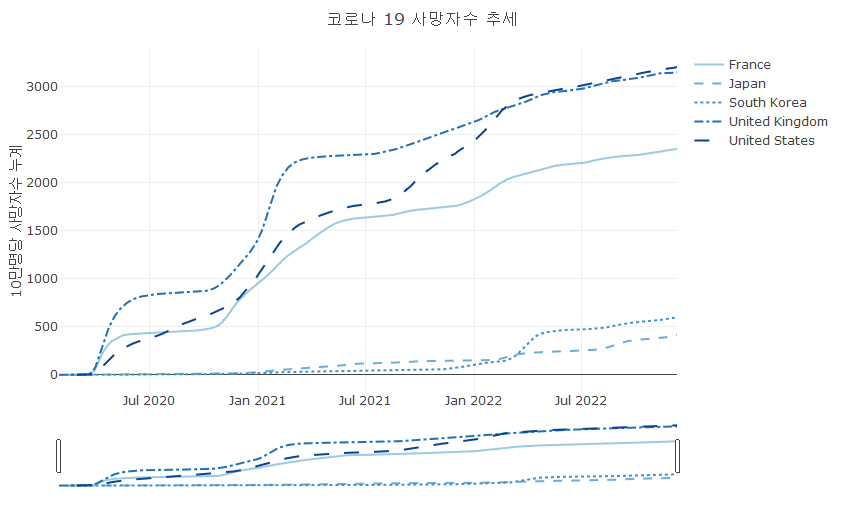 코로나 19 사망자수 추세
10만명당 사망자수 누계
3000
2500
2000
1500
1000
500
0
Jul 2020
Jan 2021
Jul 2021
Jan 2022
Jul 2022
France
Japan
South Korea
United Kingdom
United States